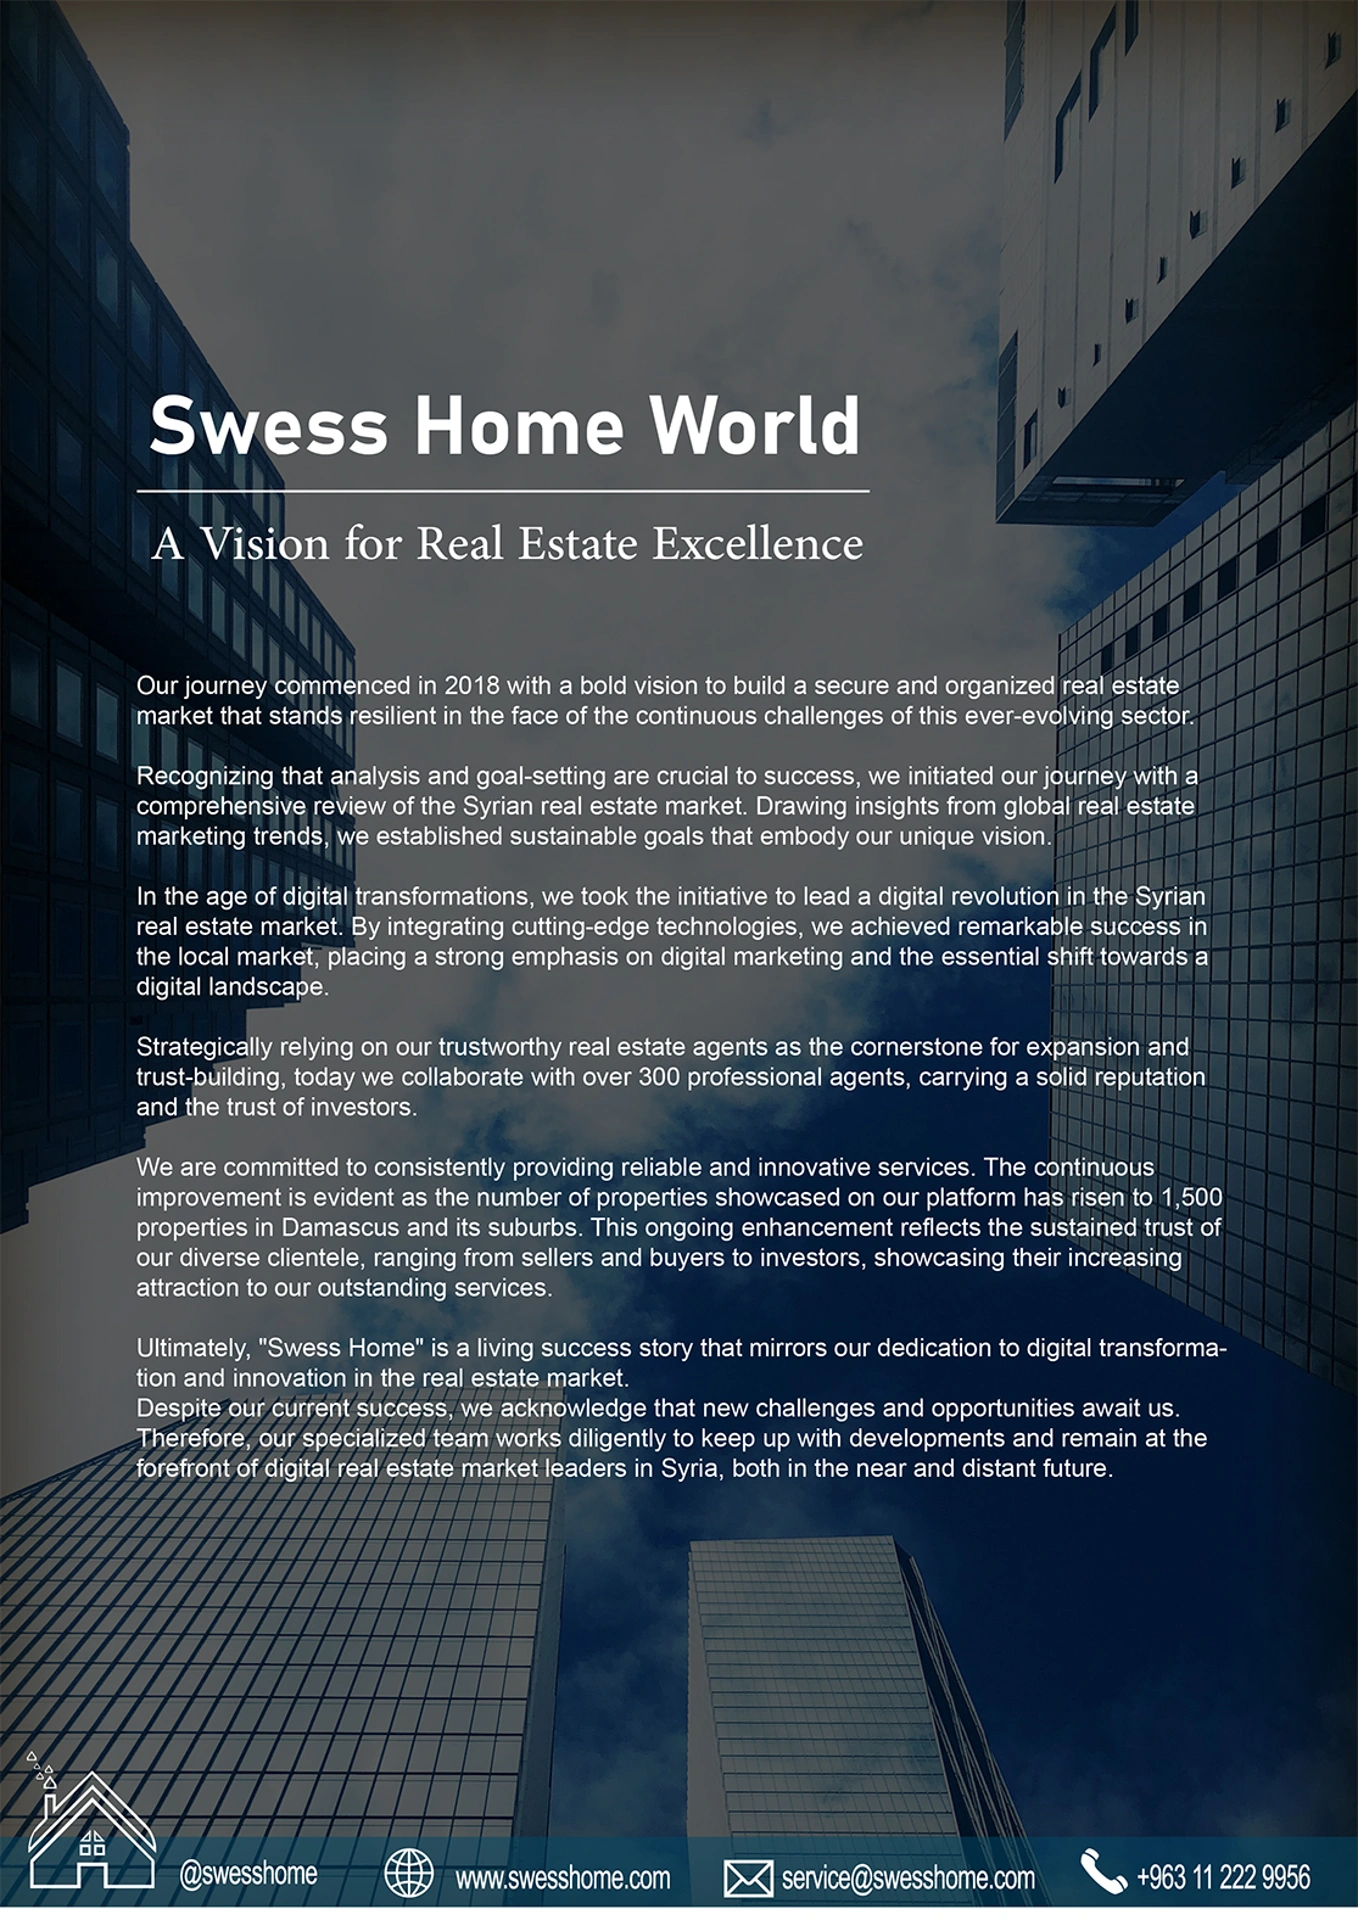 Swess Home World
A Vision for Real Estate Excellence
Our journey commenced in 2018 with a bold vision to build a secure and organized real estate
market that stands resilient in the face of the continuous challenges of this ever-evolving sector.
Recognizing that analysis and goal-setting are crucial to success, we initiated our journey with a
comprehensive review of the Syrian real estate market. Drawing insights from global real estate
marketing trends, we established sustainable goals that embody our unique vision.
In the age of digital transformations, we took the initiative to lead a digital revolution in the Syrian
real estate market. By integrating cutting-edge technologies, we achieved remarkable success in
the local market, placing a strong emphasis on digital marketing and the essential shift towards a
digital landscape.
Strategically relying on our trustworthy real estate agents as the cornerstone for expansion and
trust-building, today we collaborate with over 300 professional agents, carrying a solid reputation
and the trust of investors.
We are committed to consistently providing reliable and innovative services. The continuous
improvement is evident as the number of properties showcased on our platform has risen to 1,500
properties in Damascus and its suburbs. This ongoing enhancement reflects the sustained trust of
our diverse clientele, ranging from sellers and buyers to investors, showcasing their increasing
attraction to our outstanding services.
Ultimately, "Swess Home" is a living success story that mirrors our dedication to digital transforma-
tion and innovation in the real estate market.
Despite our current success, we acknowledge that new challenges and opportunities await us.
Therefore, our specialized team works diligently to keep up with developments and remain at the
forefront of digital real estate market leaders in Syria, both in the near and distant future.
@swesshome www.swesshome.com service@swesshome.com +963 11 222 9956